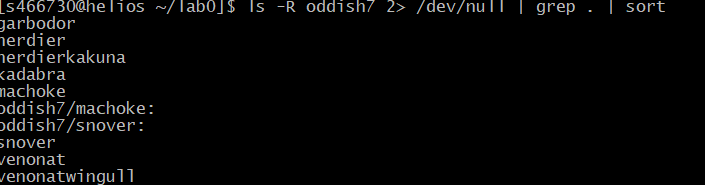 [s466730@helios ~/lab0]$ ls -R oddish7 2> /dev/null | grep . | sort
garbodor
herdier
herdierkakuna
kadabra
machoke
oddish7/machoke:
oddish7/snover:
snover
venonat
venonatwingull